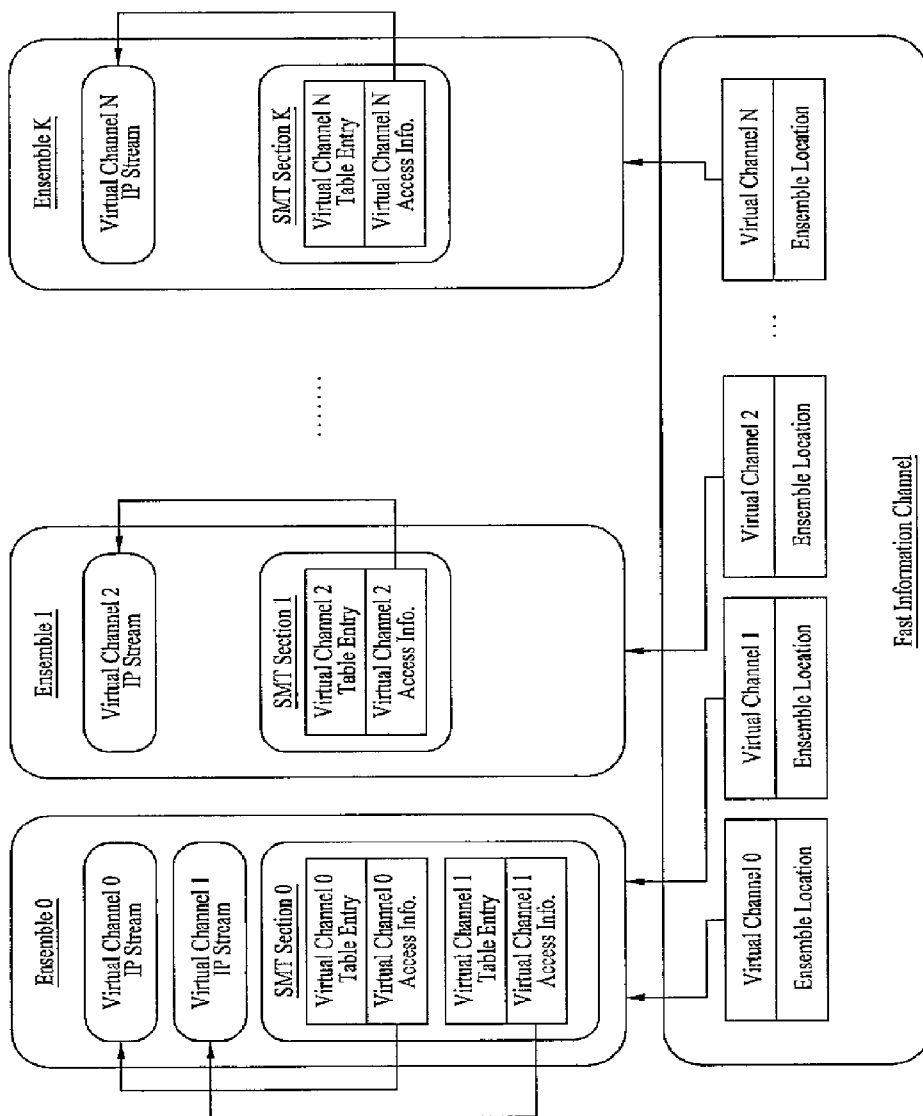 Ensemble 0
Virtual Channel 0
IP Stream
Virtual Channel 1
IP Stream
SMT Section 0
Virtual Channel 0
Table Entry
Virtual Channel 0
Access Info.
Virtual Channel 1
Table Entry
Virtual Channel 1
Access Info.
Ensemble 1
Virtual Channel 2
IP Stream
SMT Section 1
Virtual Channel 2
Table Entry
Virtual Channel 2
Access Info.
.......
Ensemble K
Virtual Channel N
IP Stream
SMT Section K
Virtual Channel N
Table Entry
Virtual Channel N
Access Info.
Virtual Channel 0
Ensemble Location
Virtual Channel 1
Ensemble Location
Virtual Channel 2
Ensemble Location
...
Virtual Channel N
Ensemble Location
Fast Information Channel